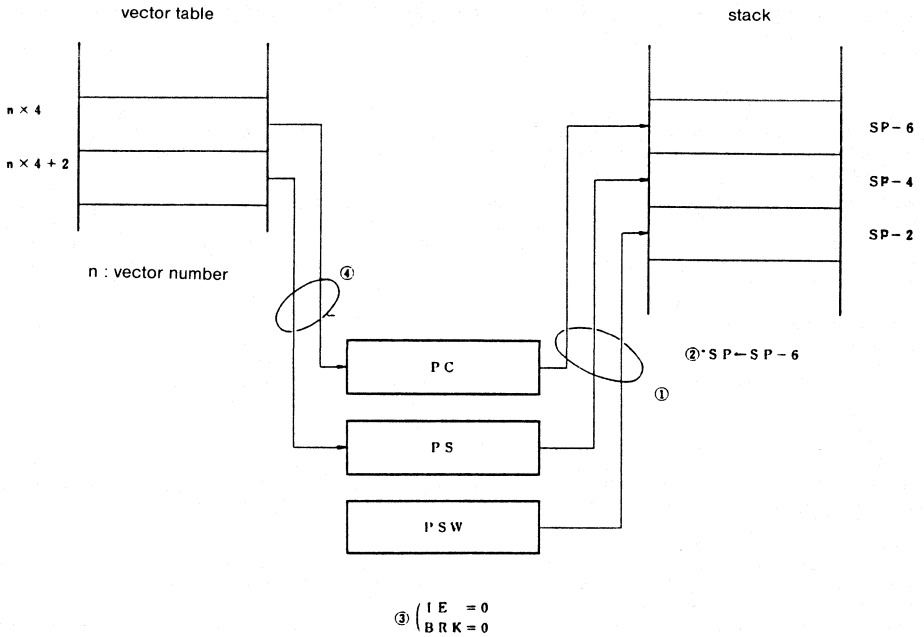 vector table
stack
n × 4
n × 4 + 2
SP-6
SP-4
SP-2
n : vector number
④
PC
②*SP←SP-6
①
PS
PSW
③ ( IE = 0
BRK = 0